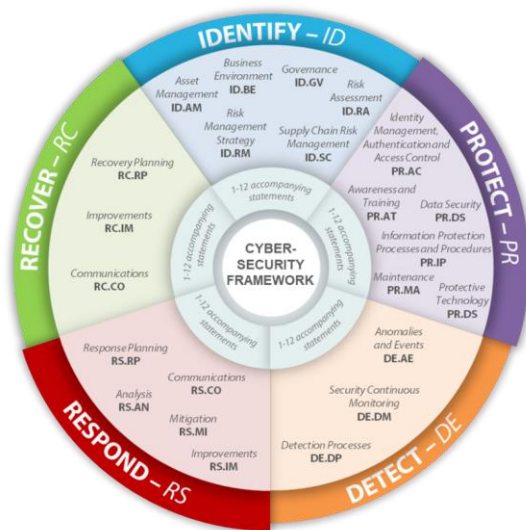 IDENTIFY – ID
Asset
Management
ID.AM
Business
Environment
ID.BE
Governance
ID.GV
Risk
Assessment
ID.RA
Risk
Management
Strategy
ID.RM
Supply Chain Risk
Management
ID.SC
PROTECT – PR
Identity
Management,
Authentication and
Access Control
PR.AC
Awareness and
Training
PR.AT
Data Security
PR.DS
Information Protection
Processes and Procedures
PR.IP
Maintenance
PR.MA
Protective
Technology
PR.DS
DETECT – DE
Anomalies
and Events
DE.AE
Security Continuous
Monitoring
DE.DM
Detection Processes
DE.DP
RESPOND – RS
Response Planning
RS.RP
Communications
RS.CO
Analysis
RS.AN
Mitigation
RS.MI
Improvements
RS.IM
RECOVER – RC
Recovery Planning
RC.RP
Improvements
RC.IM
Communications
RC.CO
1-12 accompanying
statements
1-12 accompanying
statements
1-12 accompanying
statements
1-12 accompanying
statements
1-12 accompanying
statements
CYBER-
SECURITY
FRAMEWORK